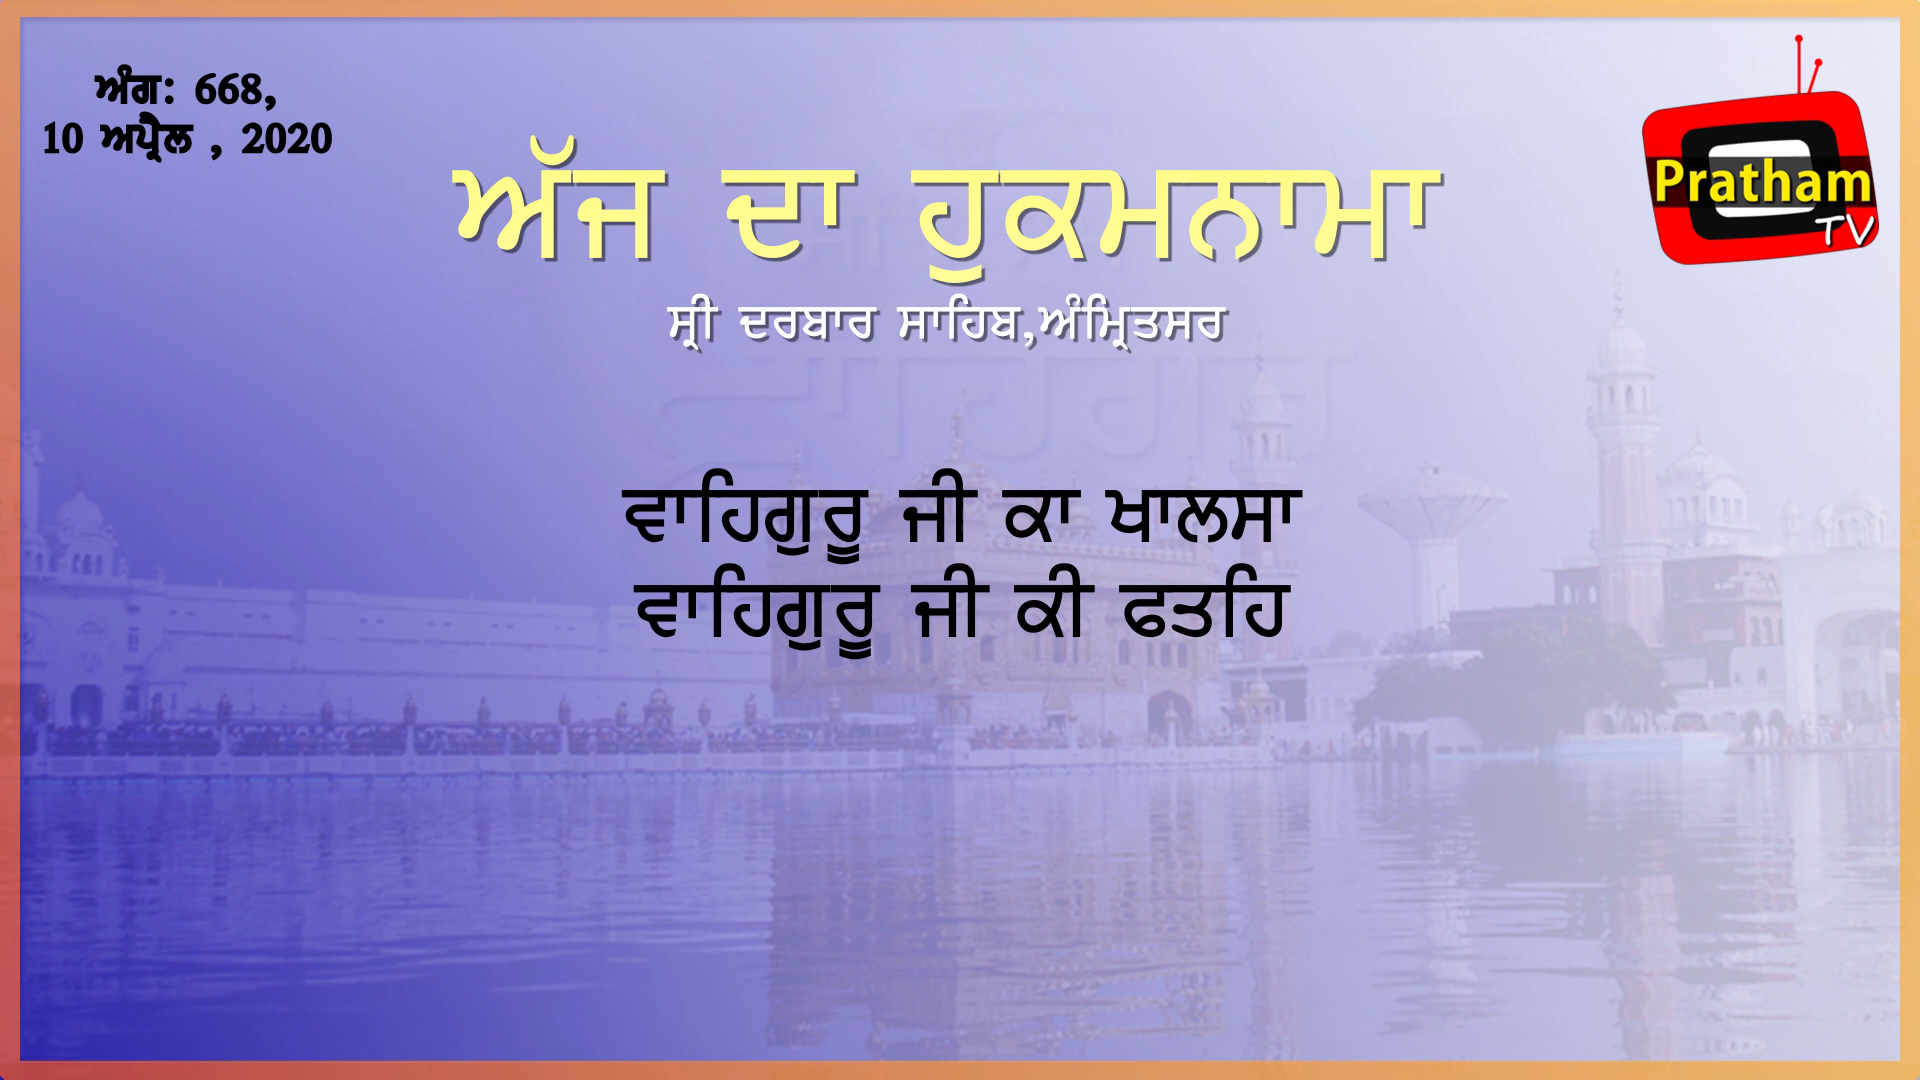 ਅੰਗ: 668,
10 ਅਪ੍ਰੈਲ , 2020
ਅੱਜ ਦਾ ਹੁਕਮਨਾਮਾ
ਸ੍ਰੀ ਦਰਬਾਰ ਸਾਹਿਬ,ਅੰਮ੍ਰਿਤਸਰ
Pratham
TV
ਵਾਹਿਗੁਰੂ ਜੀ ਕਾ ਖਾਲਸਾ
ਵਾਹਿਗੁਰੂ ਜੀ ਕੀ ਫਤਹਿ